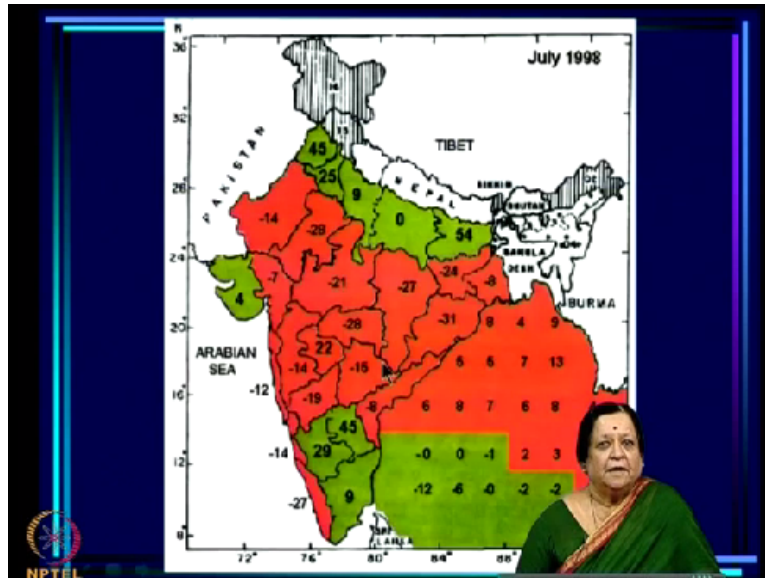 N
July 1998
36
32
TIBET
PAKISTAN
45
25
28
9
NEPAL
SIKKIM
BHUTAN
0
54
-14
-28
24
BANGLA
DESH
-7
-21
-27
-24
-8
4
BURMA
20
-28
-31
8 4 9
ARABIAN
SEA
22
-14
-15
6 7 13
-12
16
-19
-8
6 8 7 6 8
45
-14
29
-0 0 -1 2 3
12
-27
9
-12 -6 -0 -2 -2
8
SRI
LANKA
72° 76° 80° 84° 88°
NPTEL